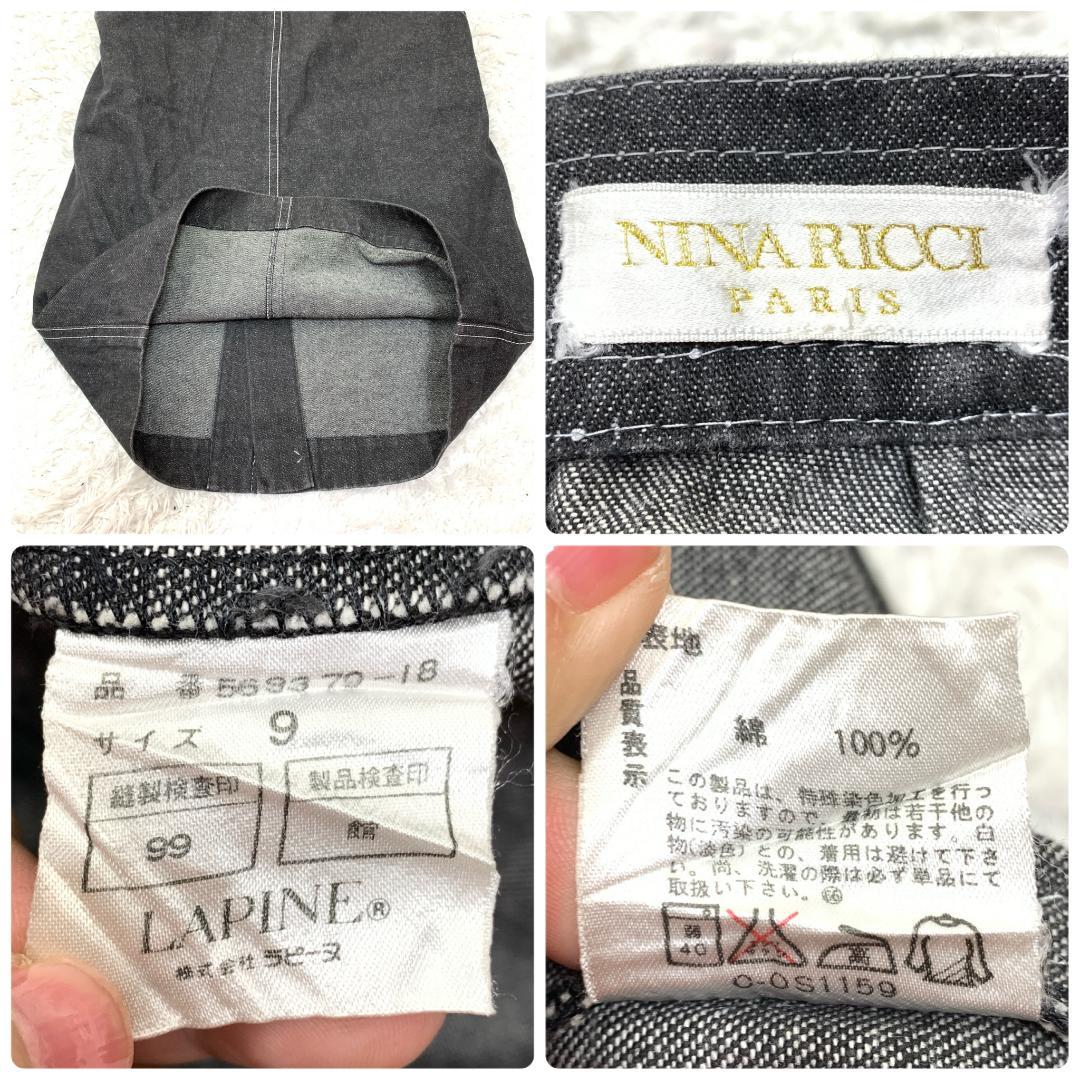 NINA RICCI
PARIS
品 番 569370-18
サイズ 9
縫製検査印
99
製品検査印
LAPINE®
株式会社 ラピーヌ
表地
品質表示
綿 100%
この製品は、特殊染色加工を行っ
ておりますので、素材は若干他の
物に汚染の可能性があります。白
物(淡色)との、着用は避けて下さ
い。尚、洗濯の際は必ず単品にて
取扱い下さい。66
弱
40
高
C-0S1159